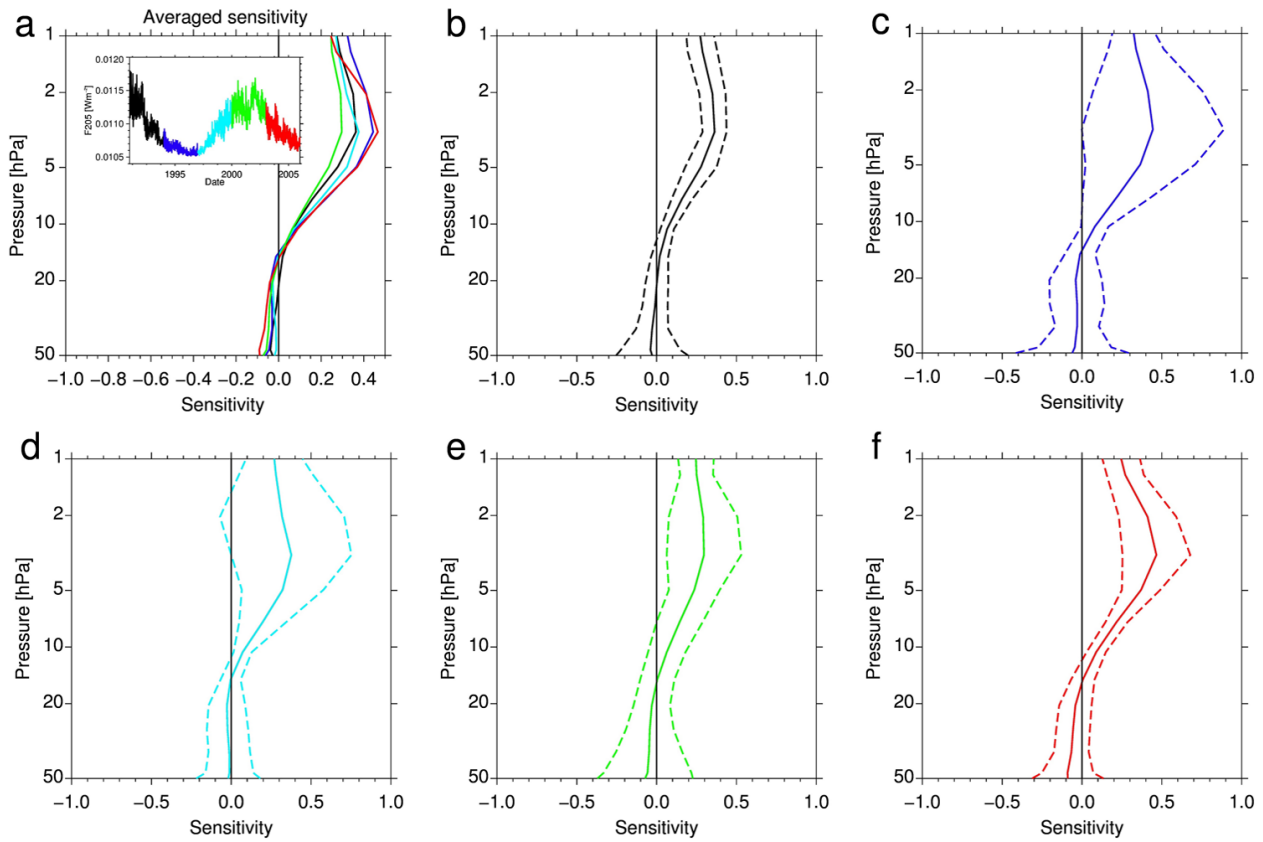 a
Averaged sensitivity
1
2
5
10
20
50
Pressure [hPa]
-1.0 -0.8 -0.6 -0.4 -0.2 0.0 0.2 0.4
Sensitivity
0.0120
0.0115
0.0110
0.0105
F205 [Wm⁻²]
1995 2000 2005
Date
b
1
2
5
10
20
50
Pressure [hPa]
-1.0 -0.5 0.0 0.5 1.0
Sensitivity
c
1
2
5
10
20
50
Pressure [hPa]
-1.0 -0.5 0.0 0.5 1.0
Sensitivity
d
1
2
5
10
20
50
Pressure [hPa]
-1.0 -0.5 0.0 0.5 1.0
Sensitivity
e
1
2
5
10
20
50
Pressure [hPa]
-1.0 -0.5 0.0 0.5 1.0
Sensitivity
f
1
2
5
10
20
50
Pressure [hPa]
-1.0 -0.5 0.0 0.5 1.0
Sensitivity